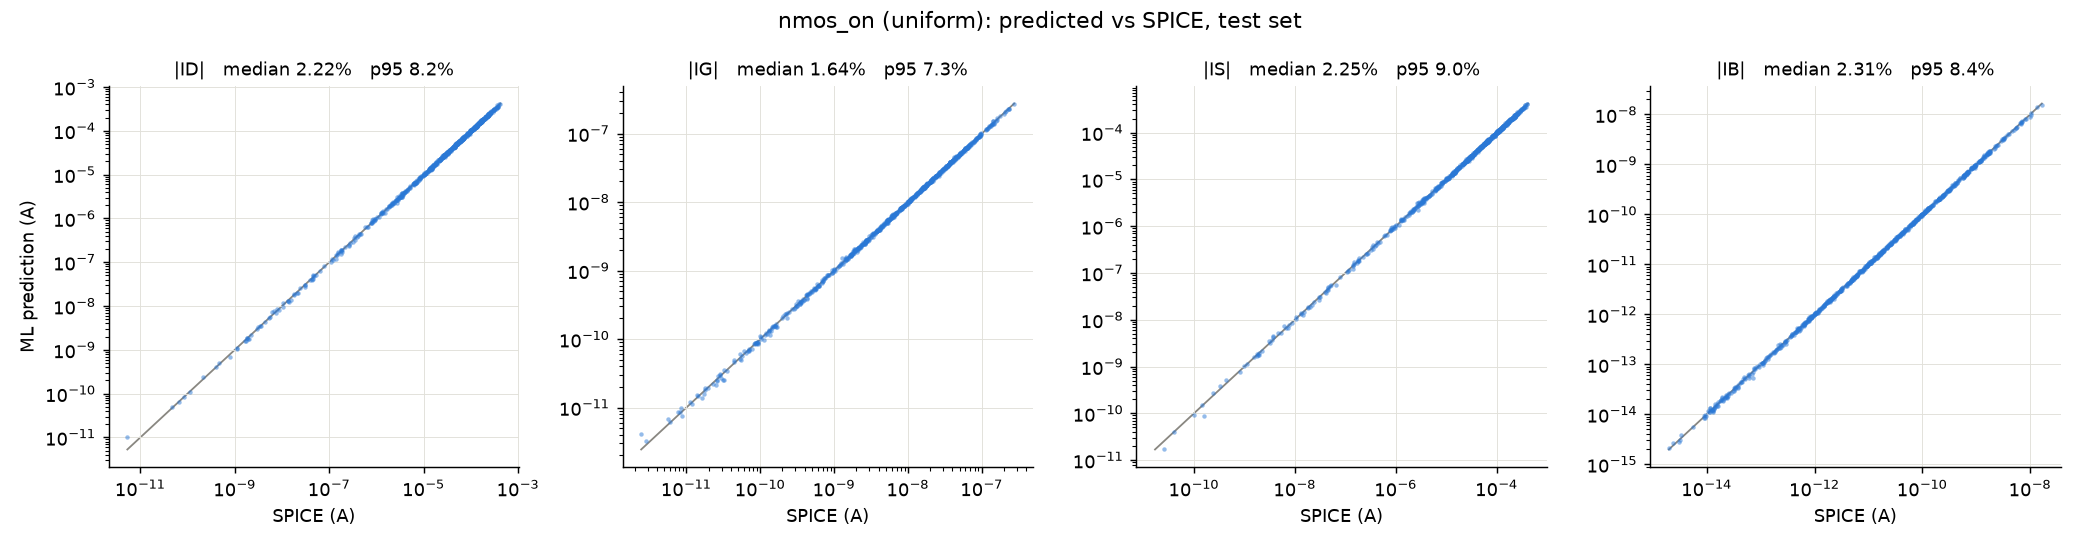 nmos_on (uniform): predicted vs SPICE, test set
|ID|   median 2.22%   p95 8.2%
ML prediction (A)
10⁻³
10⁻⁴
10⁻⁵
10⁻⁶
10⁻⁷
10⁻⁸
10⁻⁹
10⁻¹⁰
10⁻¹¹
10⁻¹¹ 10⁻⁹ 10⁻⁷ 10⁻⁵ 10⁻³
SPICE (A)
|IG|   median 1.64%   p95 7.3%
10⁻⁷
10⁻⁸
10⁻⁹
10⁻¹⁰
10⁻¹¹
10⁻¹¹ 10⁻¹⁰ 10⁻⁹ 10⁻⁸ 10⁻⁷
SPICE (A)
|IS|   median 2.25%   p95 9.0%
10⁻⁴
10⁻⁵
10⁻⁶
10⁻⁷
10⁻⁸
10⁻⁹
10⁻¹⁰
10⁻¹¹
10⁻¹⁰ 10⁻⁸ 10⁻⁶ 10⁻⁴
SPICE (A)
|IB|   median 2.31%   p95 8.4%
10⁻⁸
10⁻⁹
10⁻¹⁰
10⁻¹¹
10⁻¹²
10⁻¹³
10⁻¹⁴
10⁻¹⁵
10⁻¹⁴ 10⁻¹² 10⁻¹⁰ 10⁻⁸
SPICE (A)